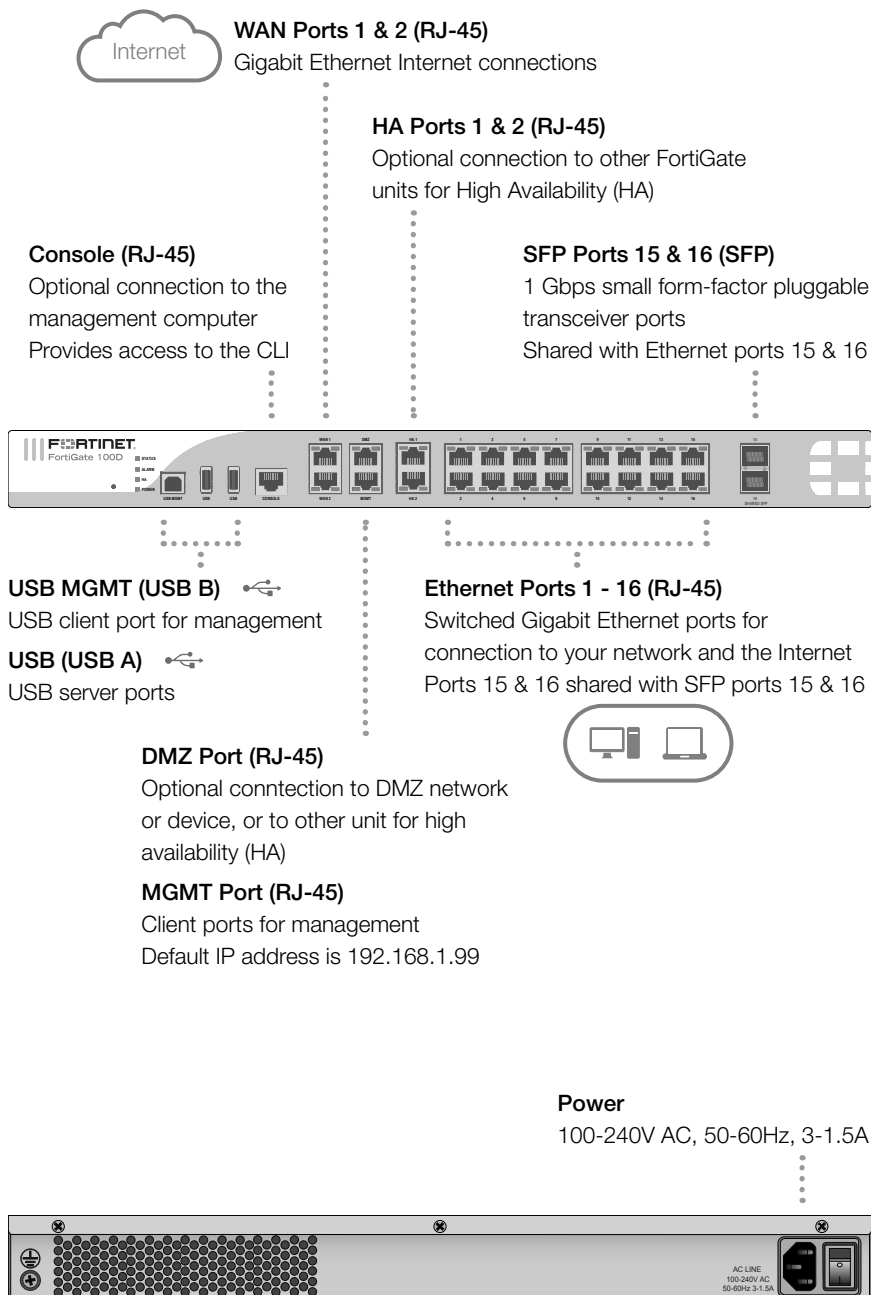 Internet
WAN Ports 1 & 2 (RJ-45)
Gigabit Ethernet Internet connections
HA Ports 1 & 2 (RJ-45)
Optional connection to other FortiGate
units for High Availability (HA)
Console (RJ-45)
Optional connection to the
management computer
Provides access to the CLI
SFP Ports 15 & 16 (SFP)
1 Gbps small form-factor pluggable
transceiver ports
Shared with Ethernet ports 15 & 16
FORTINET
FortiGate 100D
STATUS
ALARM
HA
POWER
USB MGMT
USB
USB
CONSOLE
WAN 1
DMZ
HA 1
1
3
5
7
9
11
13
15
15
WAN 2
MGMT
HA 2
2
4
6
8
10
12
14
16
16
SHARED SFP
USB MGMT (USB B)
USB client port for management
USB (USB A)
USB server ports
Ethernet Ports 1 - 16 (RJ-45)
Switched Gigabit Ethernet ports for
connection to your network and the Internet
Ports 15 & 16 shared with SFP ports 15 & 16
DMZ Port (RJ-45)
Optional conntection to DMZ network
or device, or to other unit for high
availability (HA)
MGMT Port (RJ-45)
Client ports for management
Default IP address is 192.168.1.99
Power
100-240V AC, 50-60Hz, 3-1.5A
AC LINE
100-240V AC
50-60Hz 3-1.5A